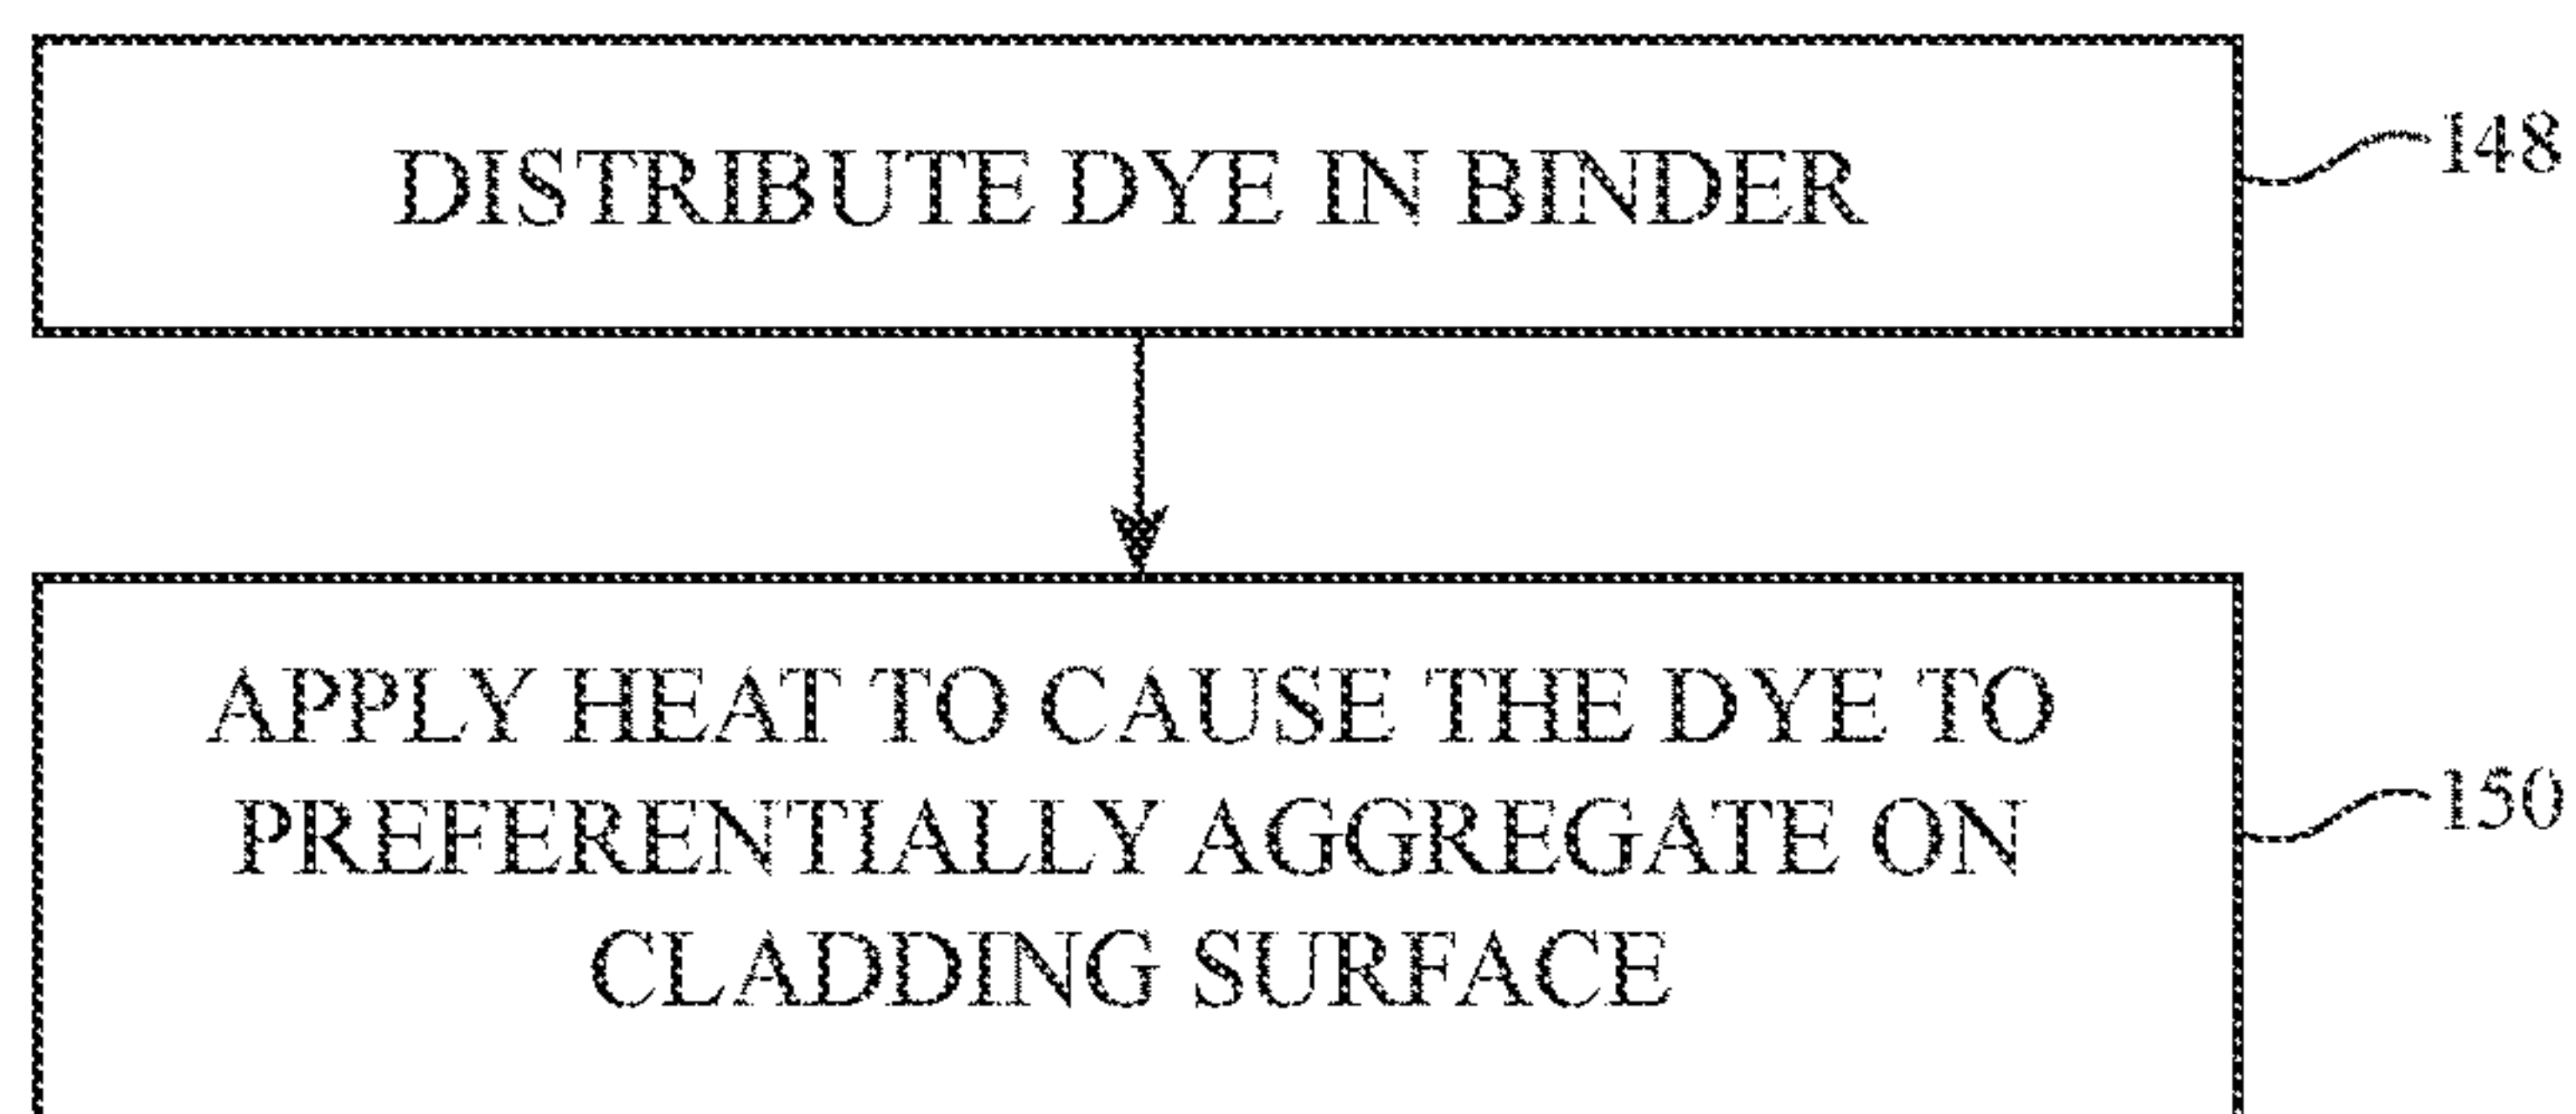 DISTRIBUTE DYE IN BINDER
148
APPLY HEAT TO CAUSE THE DYE TO
PREFERENTIALLY AGGREGATE ON
CLADDING SURFACE
150